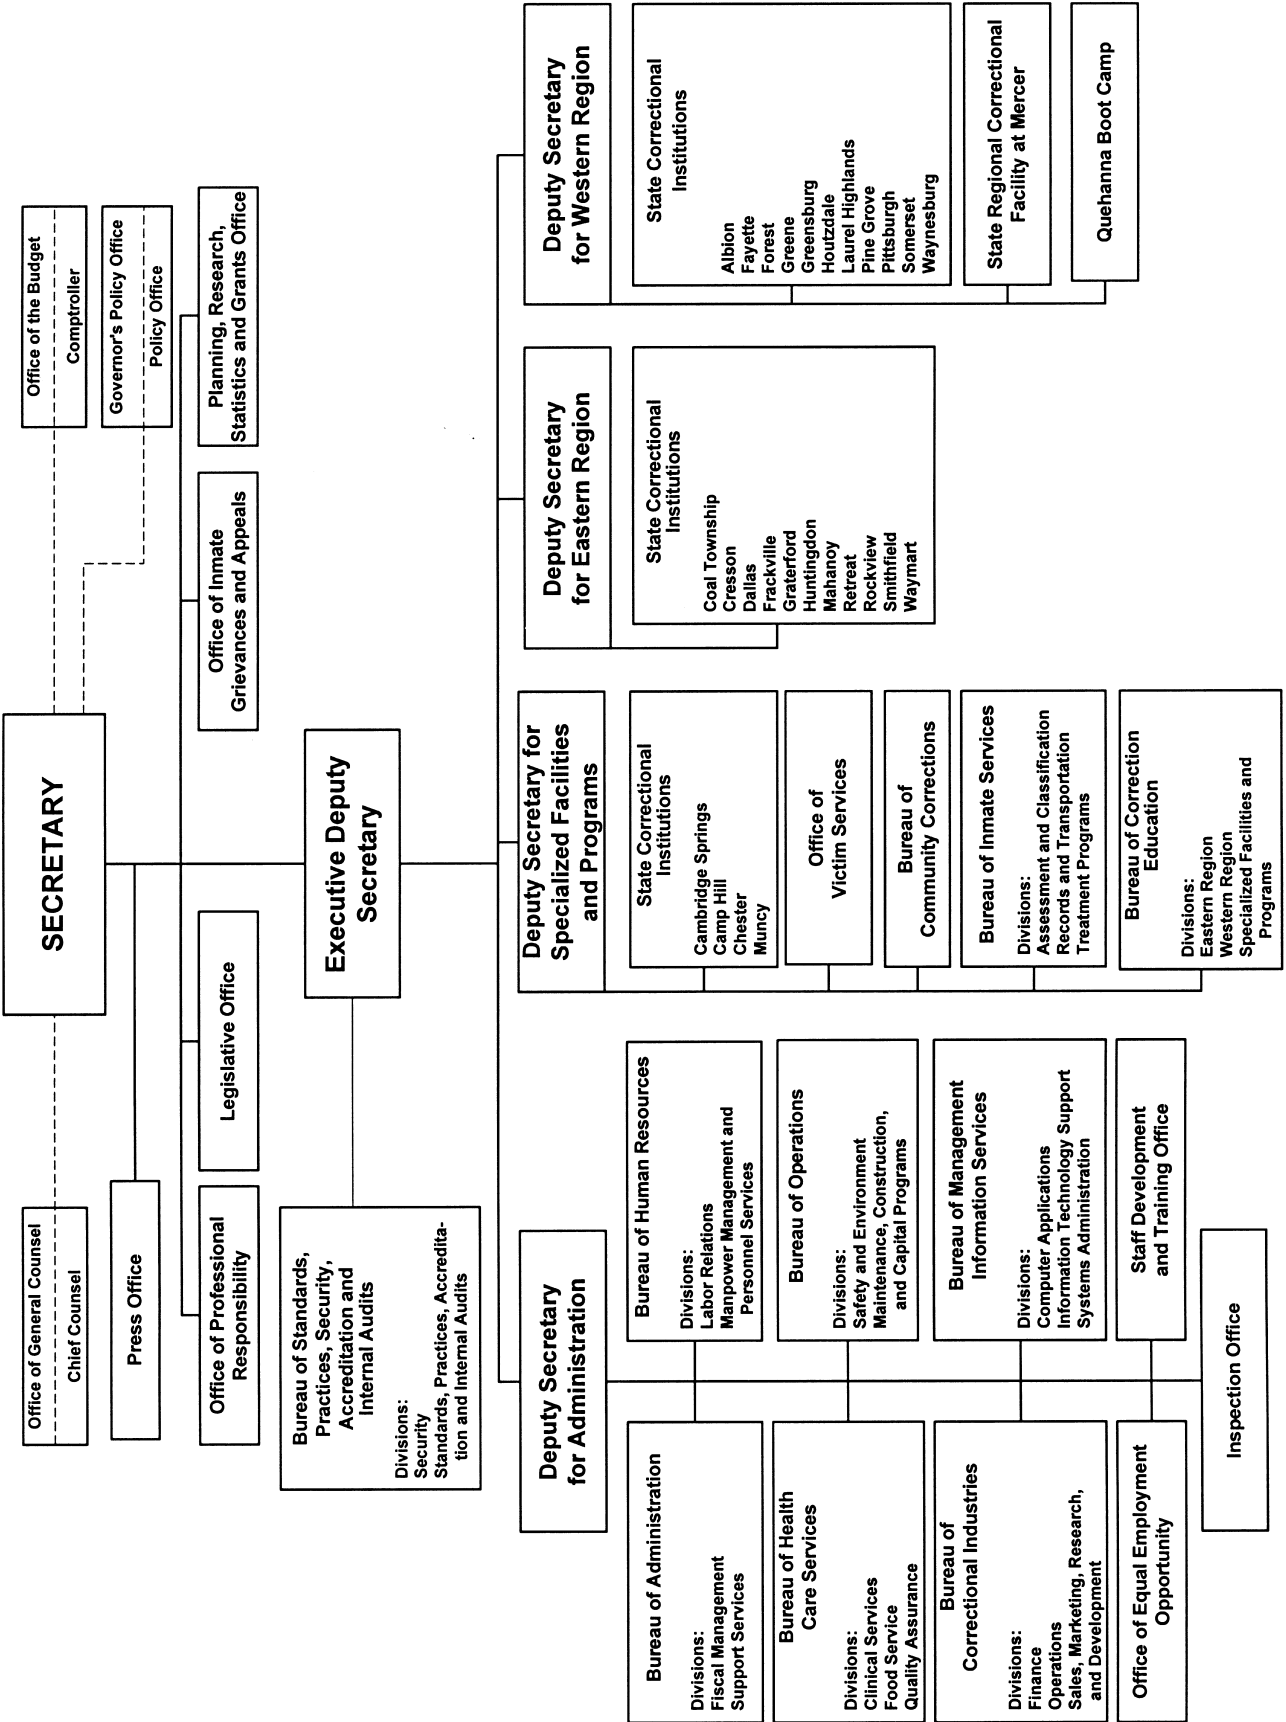 SECRETARY
Office of General Counsel
Chief Counsel
Office of the Budget
Comptroller
Governor's Policy Office
Policy Office
Press Office
Office of Professional
Responsibility
Legislative Office
Office of Inmate
Grievances and Appeals
Planning, Research,
Statistics and Grants Office
Executive Deputy
Secretary
Bureau of Standards,
Practices, Security,
Accreditation and
Internal Audits
Divisions:
Security
Standards, Practices, Accredita-
tion and Internal Audits
Deputy Secretary
for Administration
Bureau of Administration
Divisions:
Fiscal Management
Support Services
Bureau of Human Resources
Divisions:
Labor Relations
Manpower Management and
Personnel Services
Bureau of Health
Care Services
Divisions:
Clinical Services
Food Service
Quality Assurance
Bureau of Operations
Divisions:
Safety and Environment
Maintenance, Construction,
and Capital Programs
Bureau of
Correctional Industries
Divisions:
Finance
Operations
Sales, Marketing, Research,
and Development
Bureau of Management
Information Services
Divisions:
Computer Applications
Information Technology Support
Systems Administration
Office of Equal Employment
Opportunity
Staff Development
and Training Office
Inspection Office
Deputy Secretary for
Specialized Facilities
and Programs
State Correctional
Institutions
Cambridge Springs
Camp Hill
Chester
Muncy
Office of
Victim Services
Bureau of
Community Corrections
Bureau of Inmate Services
Divisions:
Assessment and Classification
Records and Transportation
Treatment Programs
Bureau of Correction
Education
Divisions:
Eastern Region
Western Region
Specialized Facilities and
Programs
Deputy Secretary
for Eastern Region
State Correctional
Institutions
Coal Township
Cresson
Dallas
Frackville
Graterford
Huntingdon
Mahanoy
Retreat
Rockview
Smithfield
Waymart
Deputy Secretary
for Western Region
State Correctional
Institutions
Albion
Fayette
Forest
Greene
Greensburg
Houtzdale
Laurel Highlands
Pine Grove
Pittsburgh
Somerset
Waynesburg
State Regional Correctional
Facility at Mercer
Quehanna Boot Camp